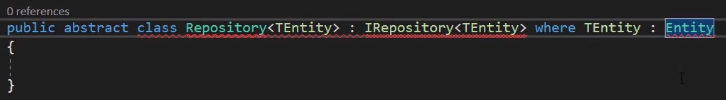 0 references
public abstract class Repository<TEntity> : IRepository<TEntity> where TEntity : Entity
{
}